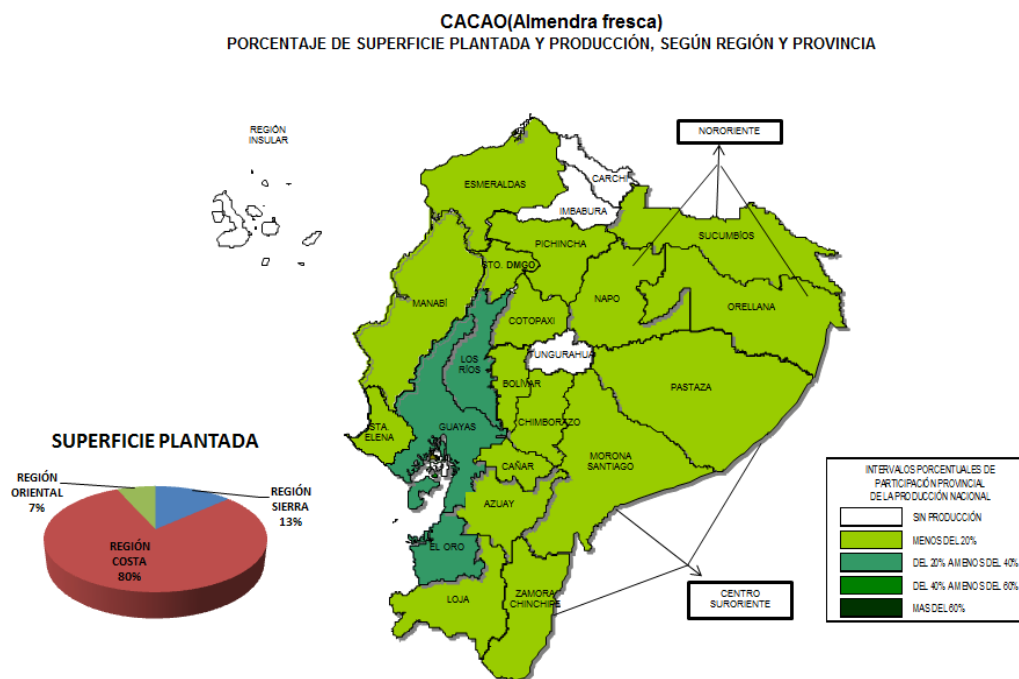 CACAO(Almendra fresca)
PORCENTAJE DE SUPERFICIE PLANTADA Y PRODUCCIÓN, SEGÚN REGIÓN Y PROVINCIA
REGIÓN
INSULAR
NORORIENTE
CARCHI
ESMERALDAS
IMBABURA
SUCUMBÍOS
PICHINCHA
STO. DMGO
MANABÍ
NAPO
ORELLANA
COTOPAXI
TUNGURAHUA
LOS
RÍOS
BOLÍVAR
PASTAZA
STA.
ELENA
GUAYAS
CHIMBORAZO
MORONA
SANTIAGO
CAÑAR
AZUAY
EL ORO
LOJA
ZAMORA
CHINCHIPE
CENTRO
SURORIENTE
SUPERFICIE PLANTADA
REGIÓN
ORIENTAL
7%
REGIÓN
SIERRA
13%
REGIÓN
COSTA
80%
INTERVALOS PORCENTUALES DE
PARTICIPACIÓN PROVINCIAL
DE LA PRODUCCIÓN NACIONAL
SIN PRODUCCIÓN
MENOS DEL 20%
DEL 20% A MENOS DEL 40%
DEL 40% A MENOS DEL 60%
MAS DEL 60%